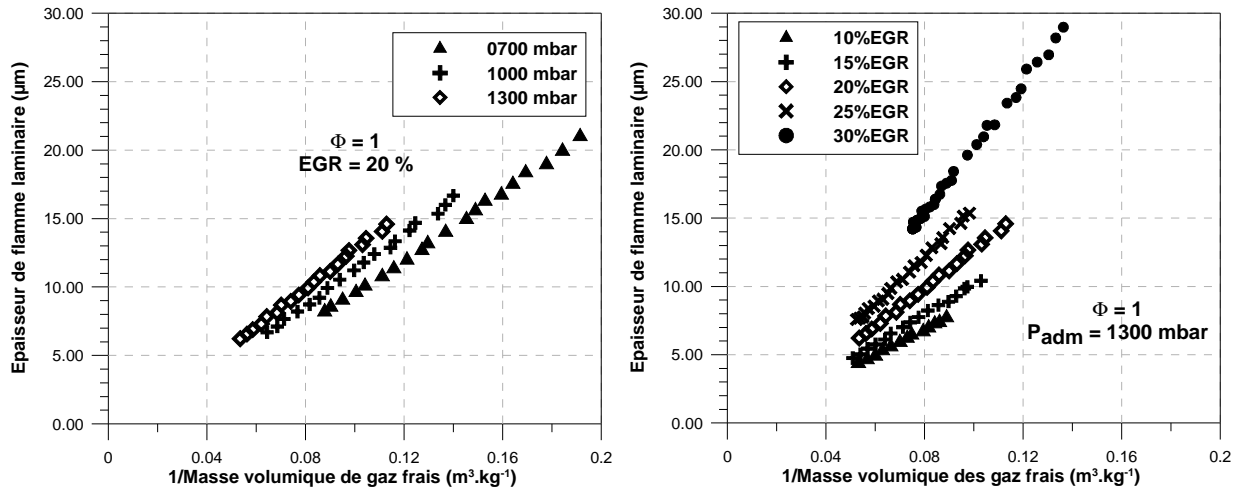 30.00
25.00
20.00
15.00
10.00
5.00
0.00
Epaisseur de flamme laminaire (µm)
0700 mbar
1000 mbar
1300 mbar
Φ = 1
EGR = 20 %
0
0.04
0.08
0.12
0.16
0.2
1/Masse volumique de gaz frais (m³.kg⁻¹)
30.00
25.00
20.00
15.00
10.00
5.00
0.00
Epaisseur de flamme laminaire (µm)
10%EGR
15%EGR
20%EGR
25%EGR
30%EGR
Φ = 1
Padm = 1300 mbar
0
0.04
0.08
0.12
0.16
0.2
1/Masse volumique des gaz frais (m³.kg⁻¹)